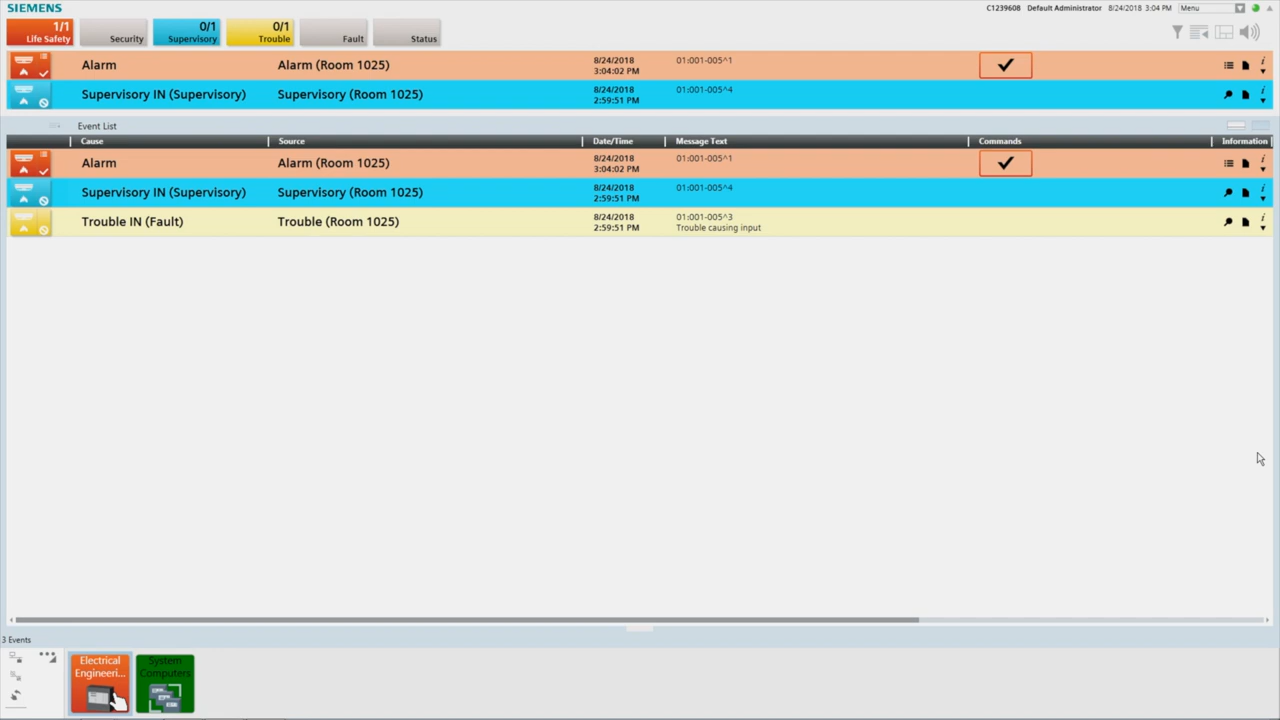 SIEMENS
C1239608 Default Administrator 8/24/2018 3:04 PM Menu
1/1
Life Safety
Security
0/1
Supervisory
0/1
Trouble
Fault
Status
Alarm Alarm (Room 1025) 8/24/2018 01:001-005^1
3:04:02 PM
Supervisory IN (Supervisory) Supervisory (Room 1025) 8/24/2018 01:001-005^4
2:59:51 PM
Event List
Cause Source Date/Time Message Text Commands Information
Alarm Alarm (Room 1025) 8/24/2018 01:001-005^1
3:04:02 PM
Supervisory IN (Supervisory) Supervisory (Room 1025) 8/24/2018 01:001-005^4
2:59:51 PM
Trouble IN (Fault) Trouble (Room 1025) 8/24/2018 01:001-005^3
2:59:51 PM Trouble causing input
3 Events
Electrical
Engineeri...
System
Computers